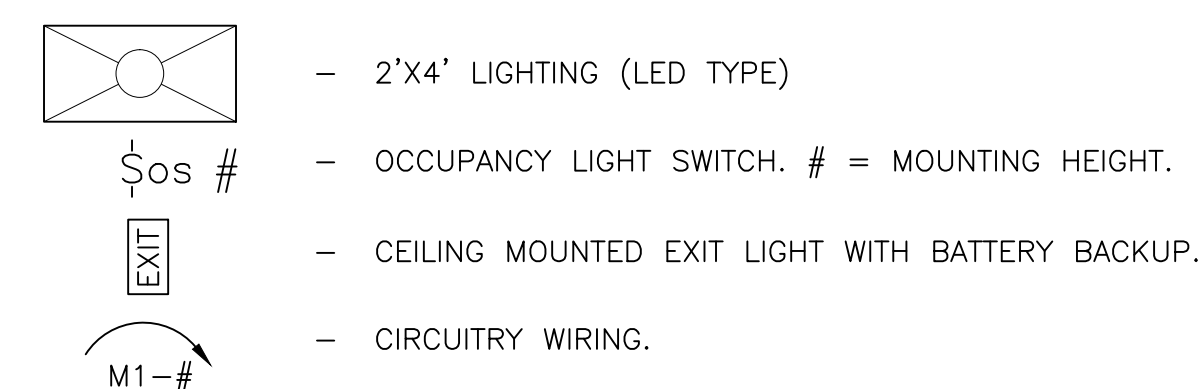 – 2'X4' LIGHTING (LED TYPE)
$os # – OCCUPANCY LIGHT SWITCH. # = MOUNTING HEIGHT.
EXIT – CEILING MOUNTED EXIT LIGHT WITH BATTERY BACKUP.
– CIRCUITRY WIRING.
M1–#